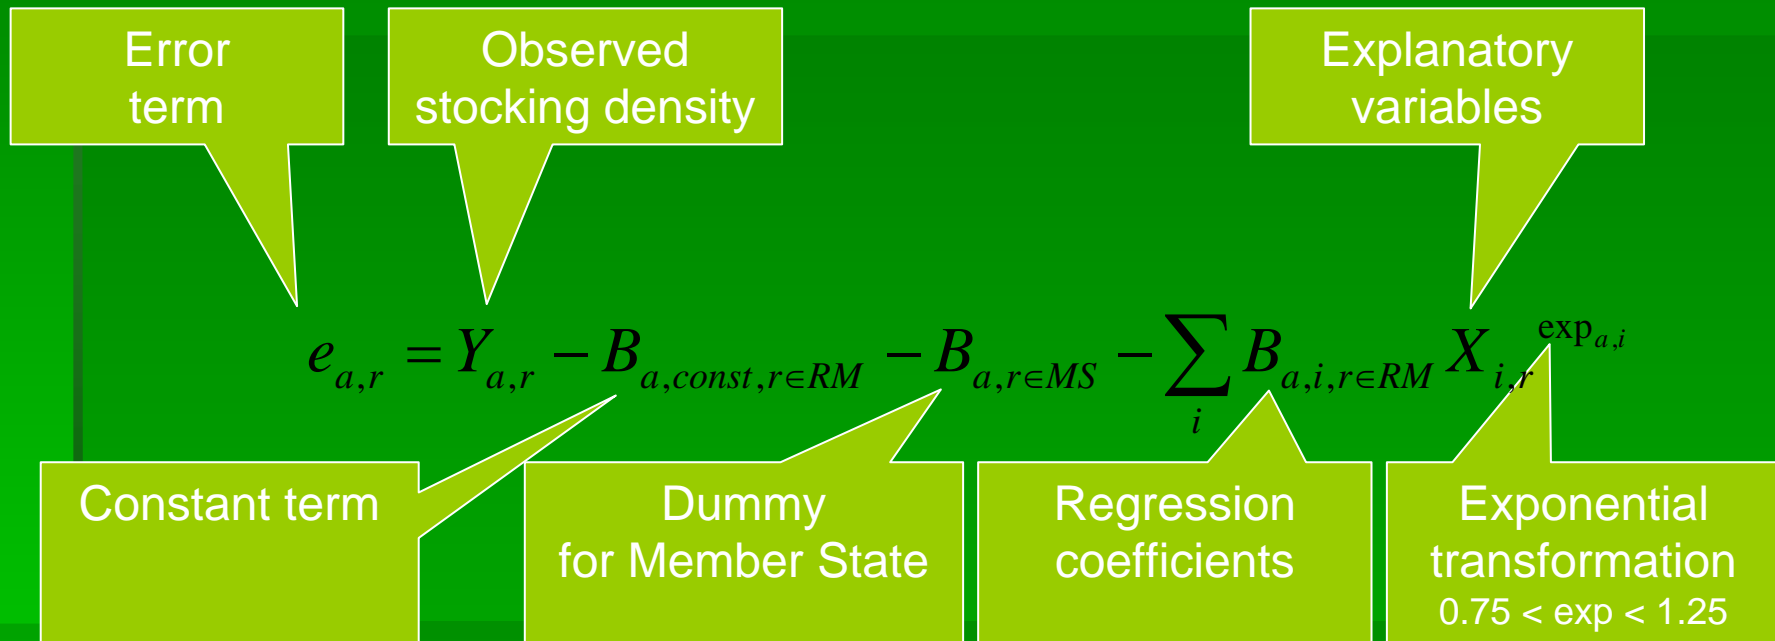 Error
term
Observed
stocking density
Explanatory
variables
e_{a,r} = Y_{a,r} − B_{a,const,r∈RM} − B_{a,r∈MS} − ∑_i B_{a,i,r∈RM} X_{i,r}^{exp_{a,i}}
Constant term
Dummy
for Member State
Regression
coefficients
Exponential
transformation
0.75 < exp < 1.25